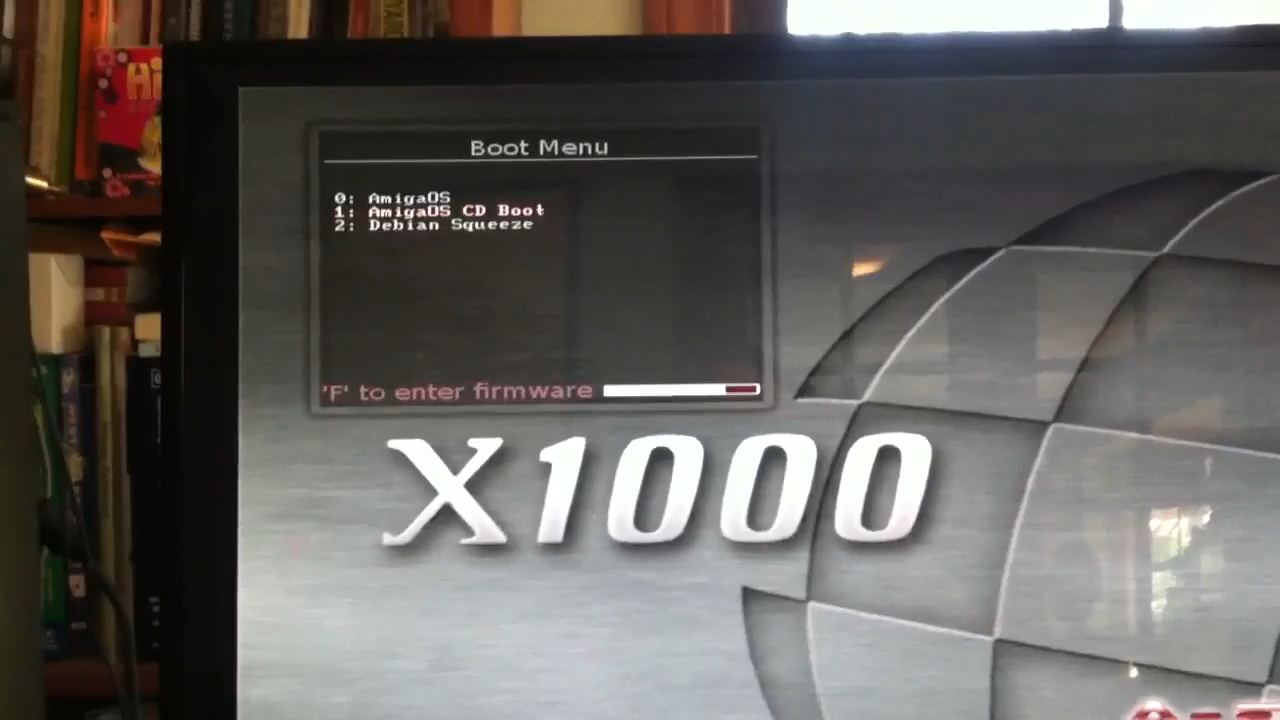 Boot Menu
0: AmigaOS
1: AmigaOS CD Boot
2: Debian Squeeze
'F' to enter firmware
X1000